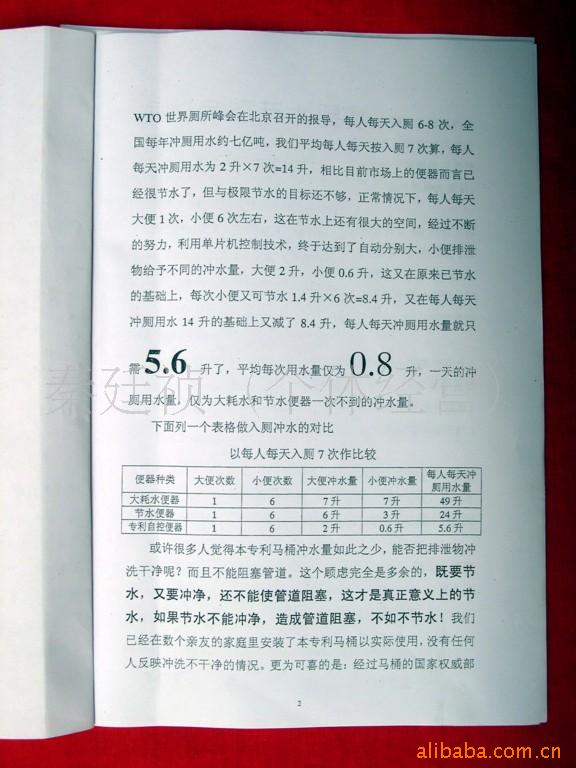 WTO 世界厕所峰会在北京召开的报导，每人每天入厕 6-8 次，全
国每年冲厕用水约七亿吨，我们平均每人每天按入厕 7 次算，每人
每天冲厕用水为 2 升×7 次=14 升，相比目前市场上的便器而言已
经很节水了，但与极限节水的目标还不够，正常情况下，每人每天
大便 1 次，小便 6 次左右，这在节水上还有很大的空间，经过不断
的努力，利用单片机控制技术，终于达到了自动分别大，小便排泄
物给予不同的冲水量，大便 2 升，小便 0.6 升，这又在原来已节水
的基础上，每次小便又可节水 1.4 升×6 次=8.4 升，又在每人每天
冲厕用水 14 升的基础上又减了 8.4 升，每人每天冲厕用水量就只
需 5.6 升了，平均每次用水量仅为 0.8 升，一天的冲
厕用水量，仅为大耗水和节水便器一次不到的冲水量。
秦廷祯（个体经营）
下面列一个表格做入厕冲水的对比
以每人每天入厕 7 次作比较
便器种类 大便次数 小便次数 大便冲水量 小便冲水量 每人每天冲厕用水量
大耗水便器 1 6 7 升 7 升 49 升
节水便器 1 6 6 升 3 升 24 升
专利自控便器 1 6 2 升 0.6 升 5.6 升
或许很多人觉得本专利马桶冲水量如此之少，能否把排泄物冲
洗干净呢？而且不能阻塞管道。这个顾虑完全是多余的，既要节
水，又要冲净，还不能使管道阻塞，这才是真正意义上的节
水，如果节水不能冲净，造成管道阻塞，不如不节水！我们
已经在数个亲友的家庭里安装了本专利马桶以实际使用，没有任何
人反映冲洗不干净的情况。更为可喜的是：经过马桶的国家权威部
2
alibaba.com.cn